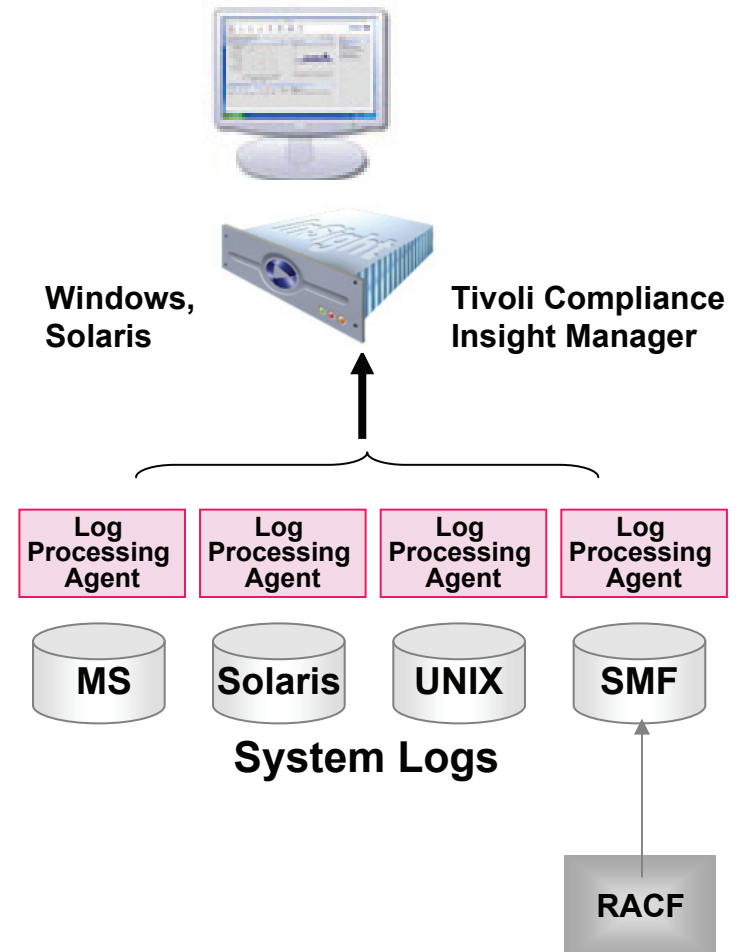 Insight
Windows,
Solaris
Tivoli Compliance
Insight Manager
Log
Processing
Agent
Log
Processing
Agent
Log
Processing
Agent
Log
Processing
Agent
MS
Solaris
UNIX
SMF
System Logs
RACF